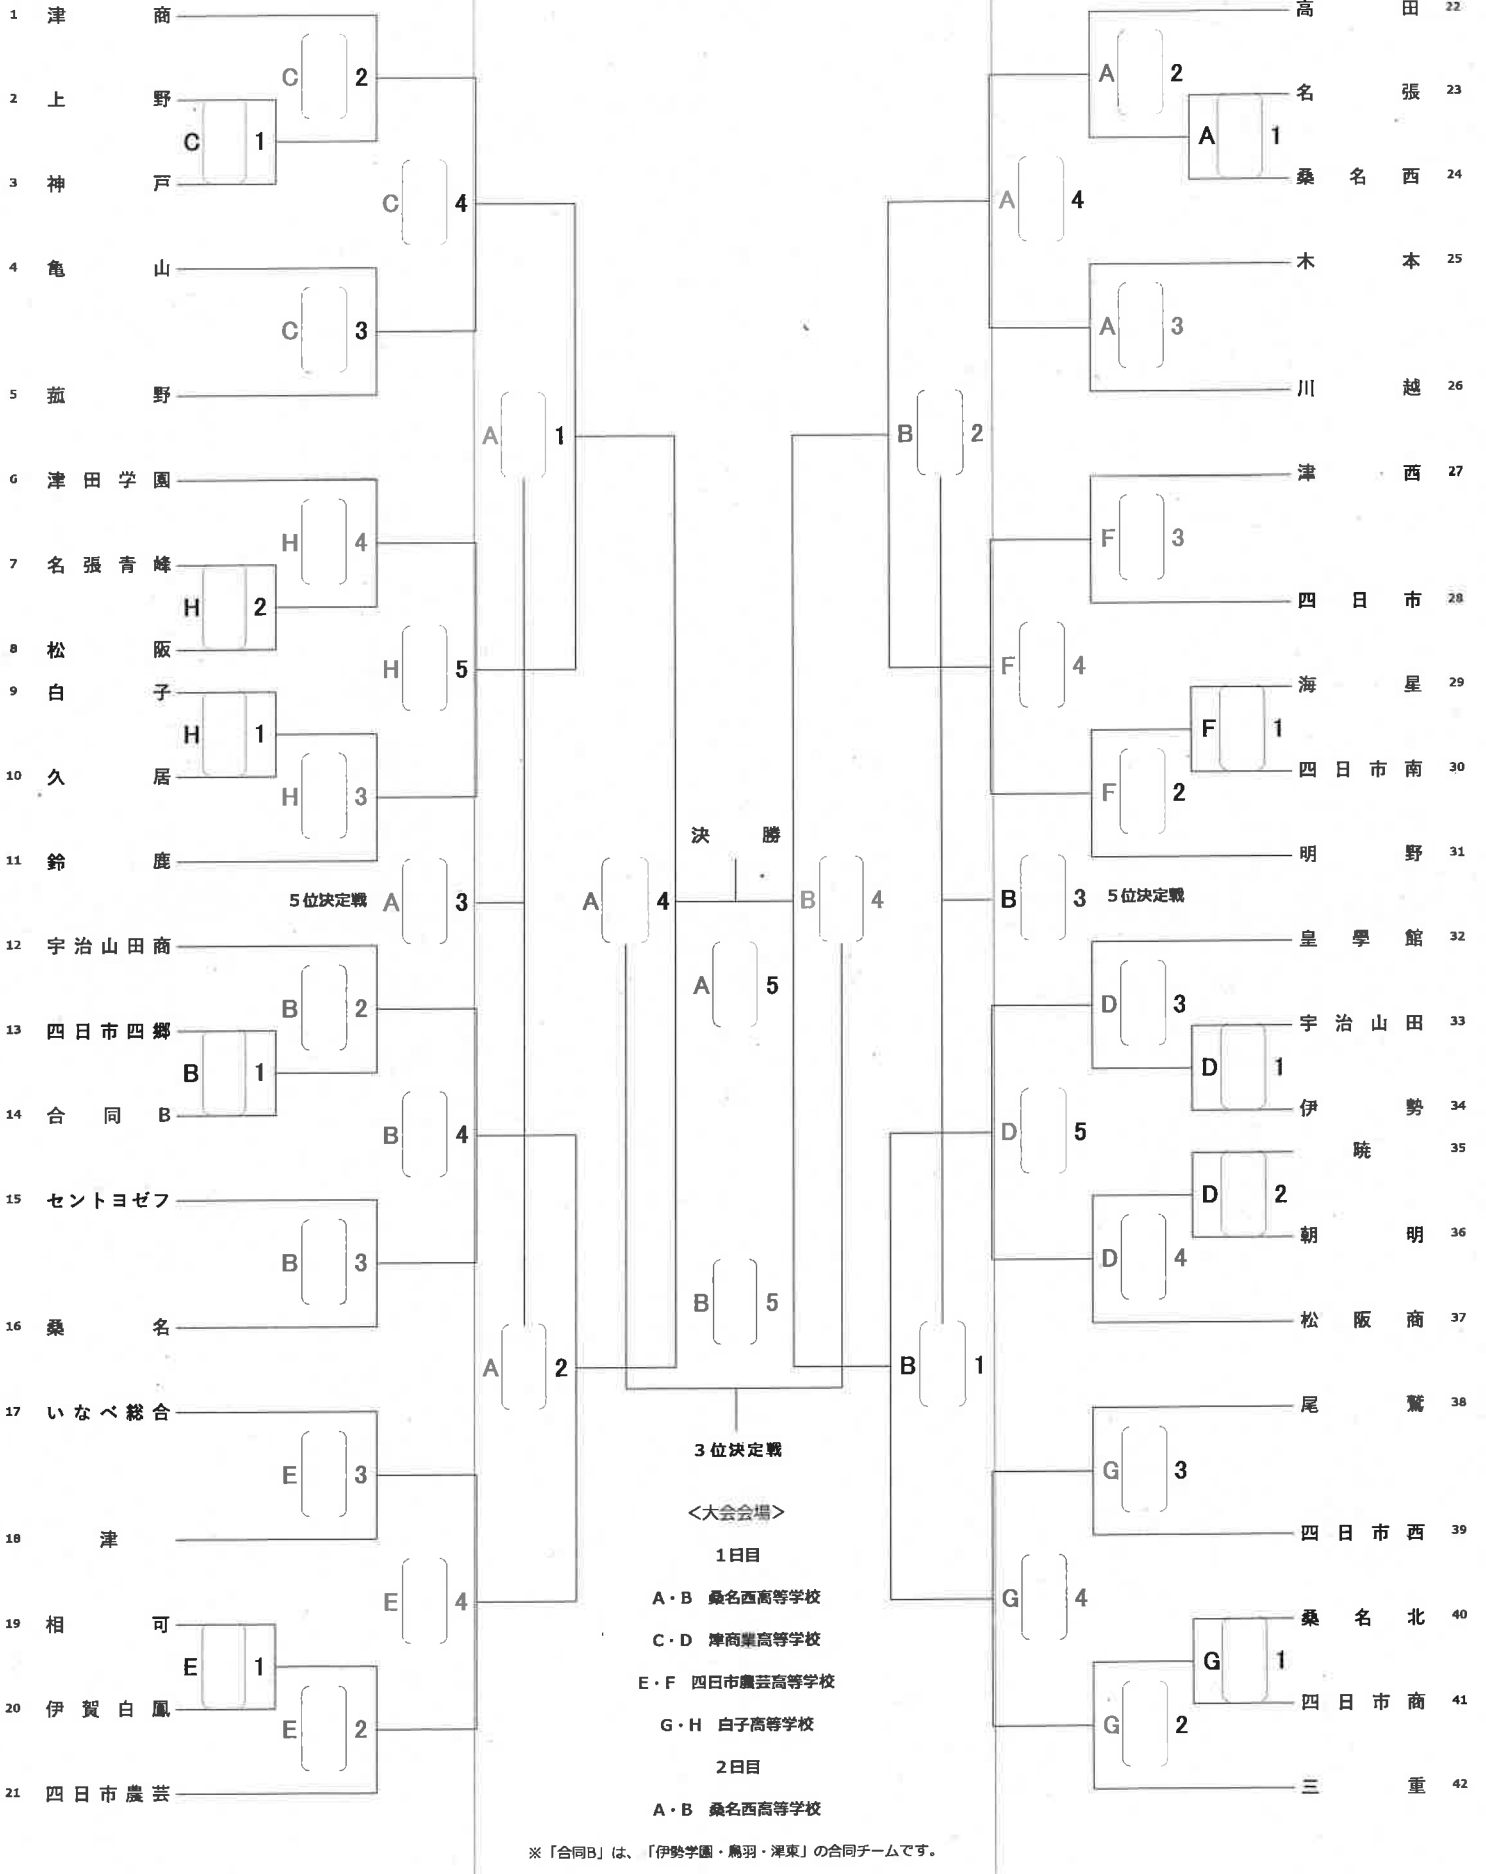 1 津商
2 上野
3 神戸
4 亀山
5 菰野
6 津田学園
7 名張青峰
8 松阪
9 白子
10 久居
11 鈴鹿
12 宇治山田商
13 四日市四郷
14 合同B
15 セントヨゼフ
16 桑名
17 いなべ総合
18 津
19 相可
20 伊賀白鳳
21 四日市農芸
C 1
C 2
C 3
C 4
H 2
H 4
H 1
H 3
H 5
B 1
B 2
B 3
B 4
E 3
E 1
E 2
E 4
A 1
A 2
5位決定戦 A 3
A 4
決勝
A 5
B 5
B 4
3位決定戦
<大会会場>
1日目
A・B 桑名西高等学校
C・D 津商業高等学校
E・F 四日市農芸高等学校
G・H 白子高等学校
2日目
A・B 桑名西高等学校
※「合同B」は、「伊勢学園・鳥羽・津東」の合同チームです。
B 2
B 1
B 3 5位決定戦
A 2
A 1
A 4
A 3
F 3
F 4
F 1
F 2
D 3
D 1
D 5
D 2
D 4
G 3
G 4
G 1
G 2
高田 22
名張 23
桑名西 24
木本 25
川越 26
津西 27
四日市 28
海星 29
四日市南 30
明野 31
皇學館 32
宇治山田 33
伊勢 34
暁 35
朝明 36
松阪商 37
尾鷲 38
四日市西 39
桑名北 40
四日市商 41
三重 42